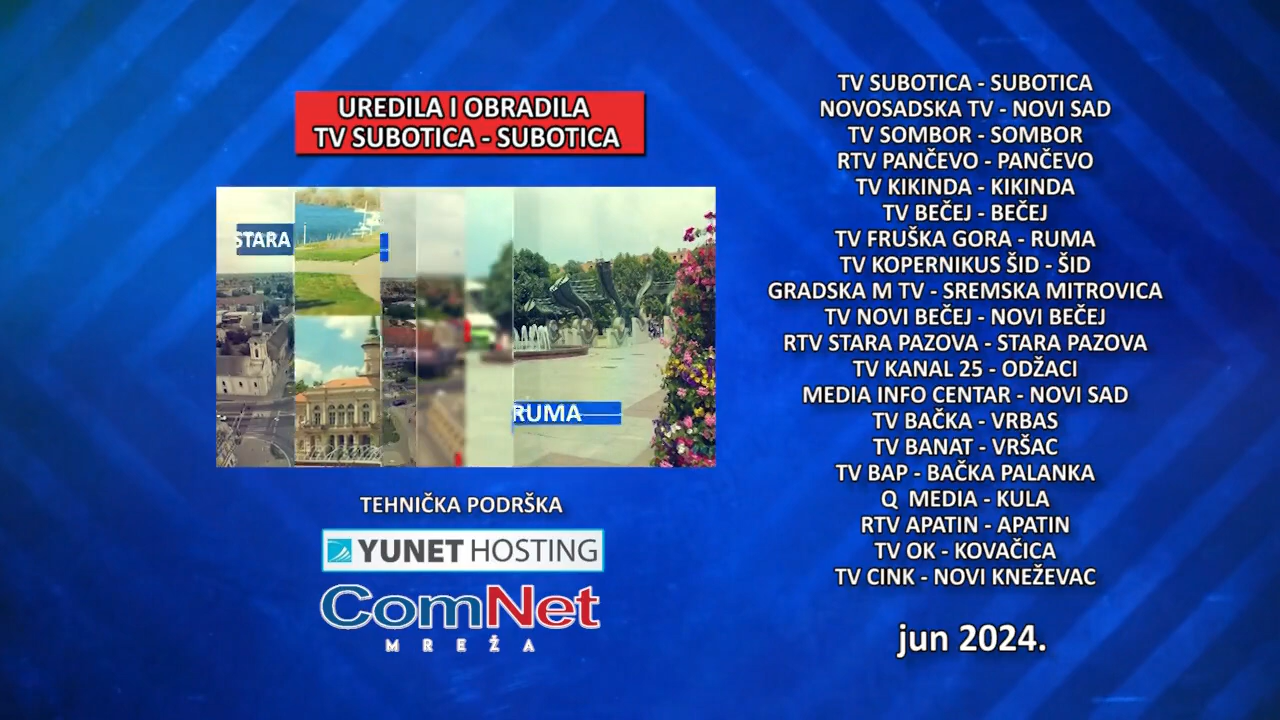 UREDILA I OBRADILA
TV SUBOTICA - SUBOTICA
STARA
RUMA
TEHNIČKA PODRŠKA
YUNET HOSTING
ComNet
MREŽA
TV SUBOTICA - SUBOTICA
NOVOSADSKA TV - NOVI SAD
TV SOMBOR - SOMBOR
RTV PANČEVO - PANČEVO
TV KIKINDA - KIKINDA
TV BEČEJ - BEČEJ
TV FRUŠKA GORA - RUMA
TV KOPERNIKUS ŠID - ŠID
GRADSKA M TV - SREMSKA MITROVICA
TV NOVI BEČEJ - NOVI BEČEJ
RTV STARA PAZOVA - STARA PAZOVA
TV KANAL 25 - ODŽACI
MEDIA INFO CENTAR - NOVI SAD
TV BAČKA - VRBAS
TV BANAT - VRŠAC
TV BAP - BAČKA PALANKA
Q MEDIA - KULA
RTV APATIN - APATIN
TV OK - KOVAČICA
TV CINK - NOVI KNEŽEVAC
jun 2024.